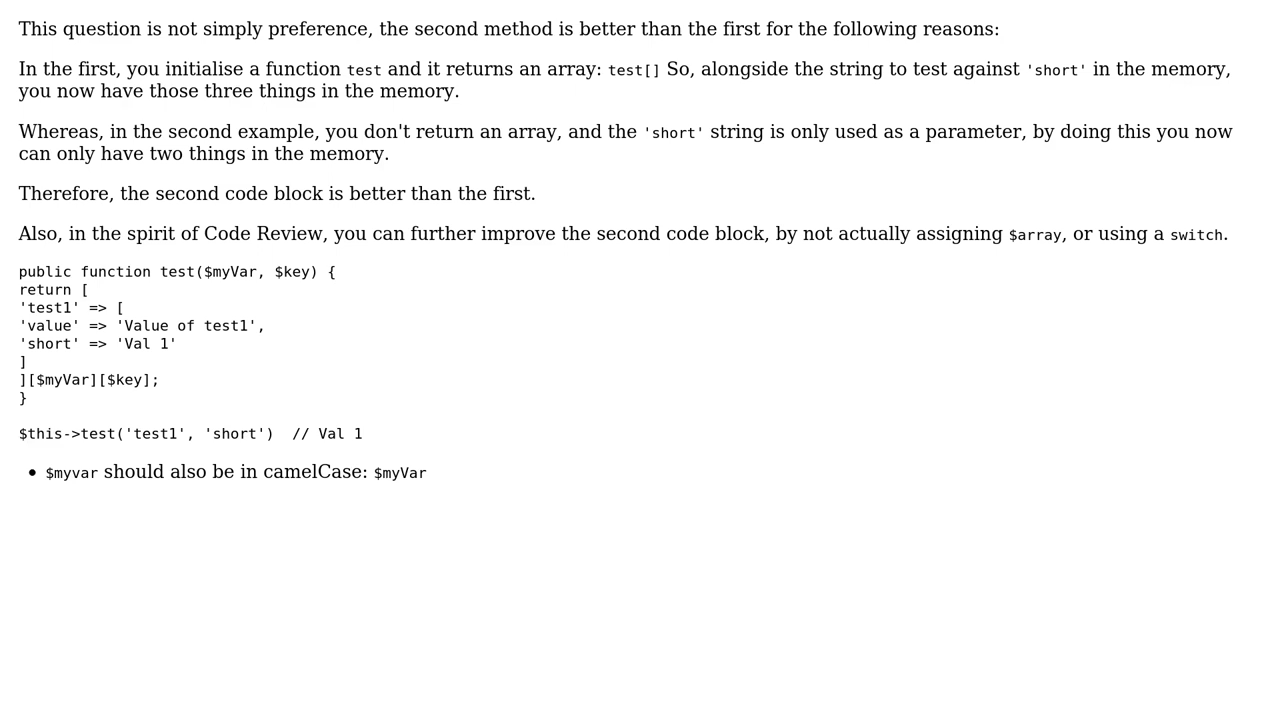 This question is not simply preference, the second method is better than the first for the following reasons:
In the first, you initialise a function test and it returns an array: test[] So, alongside the string to test against 'short' in the memory,
you now have those three things in the memory.
Whereas, in the second example, you don't return an array, and the 'short' string is only used as a parameter, by doing this you now
can only have two things in the memory.
Therefore, the second code block is better than the first.
Also, in the spirit of Code Review, you can further improve the second code block, by not actually assigning $array, or using a switch.
public function test($myVar, $key) {
return [
'test1' => [
'value' => 'Value of test1',
'short' => 'Val 1'
]
][$myVar][$key];
}
$this->test('test1', 'short')  // Val 1
• $myvar should also be in camelCase: $myVar